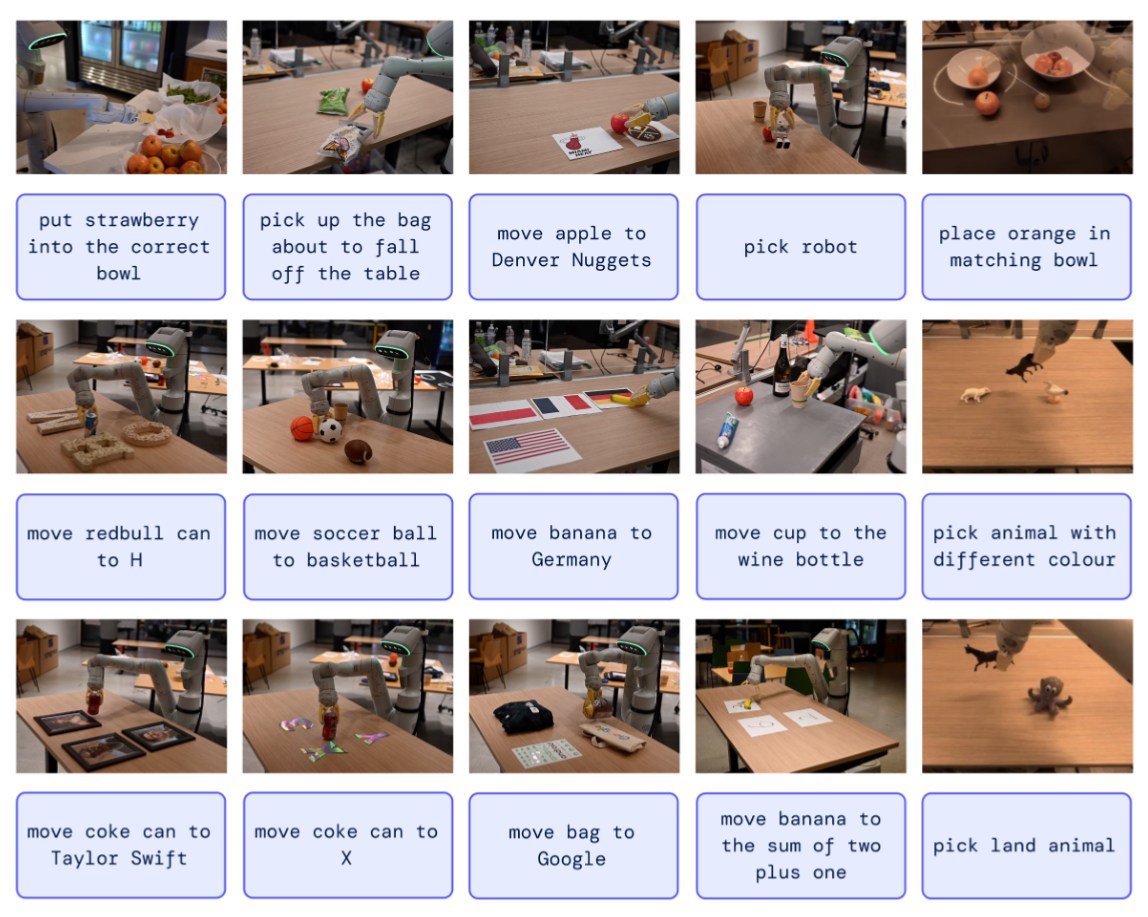 put strawberry
into the correct
bowl
pick up the bag
about to fall
off the table
move apple to
Denver Nuggets
pick robot
place orange in
matching bowl
move redbull can
to H
move soccer ball
to basketball
move banana to
Germany
move cup to the
wine bottle
pick animal with
different colour
move coke can to
Taylor Swift
move coke can to
X
move bag to
Google
move banana to
the sum of two
plus one
pick land animal